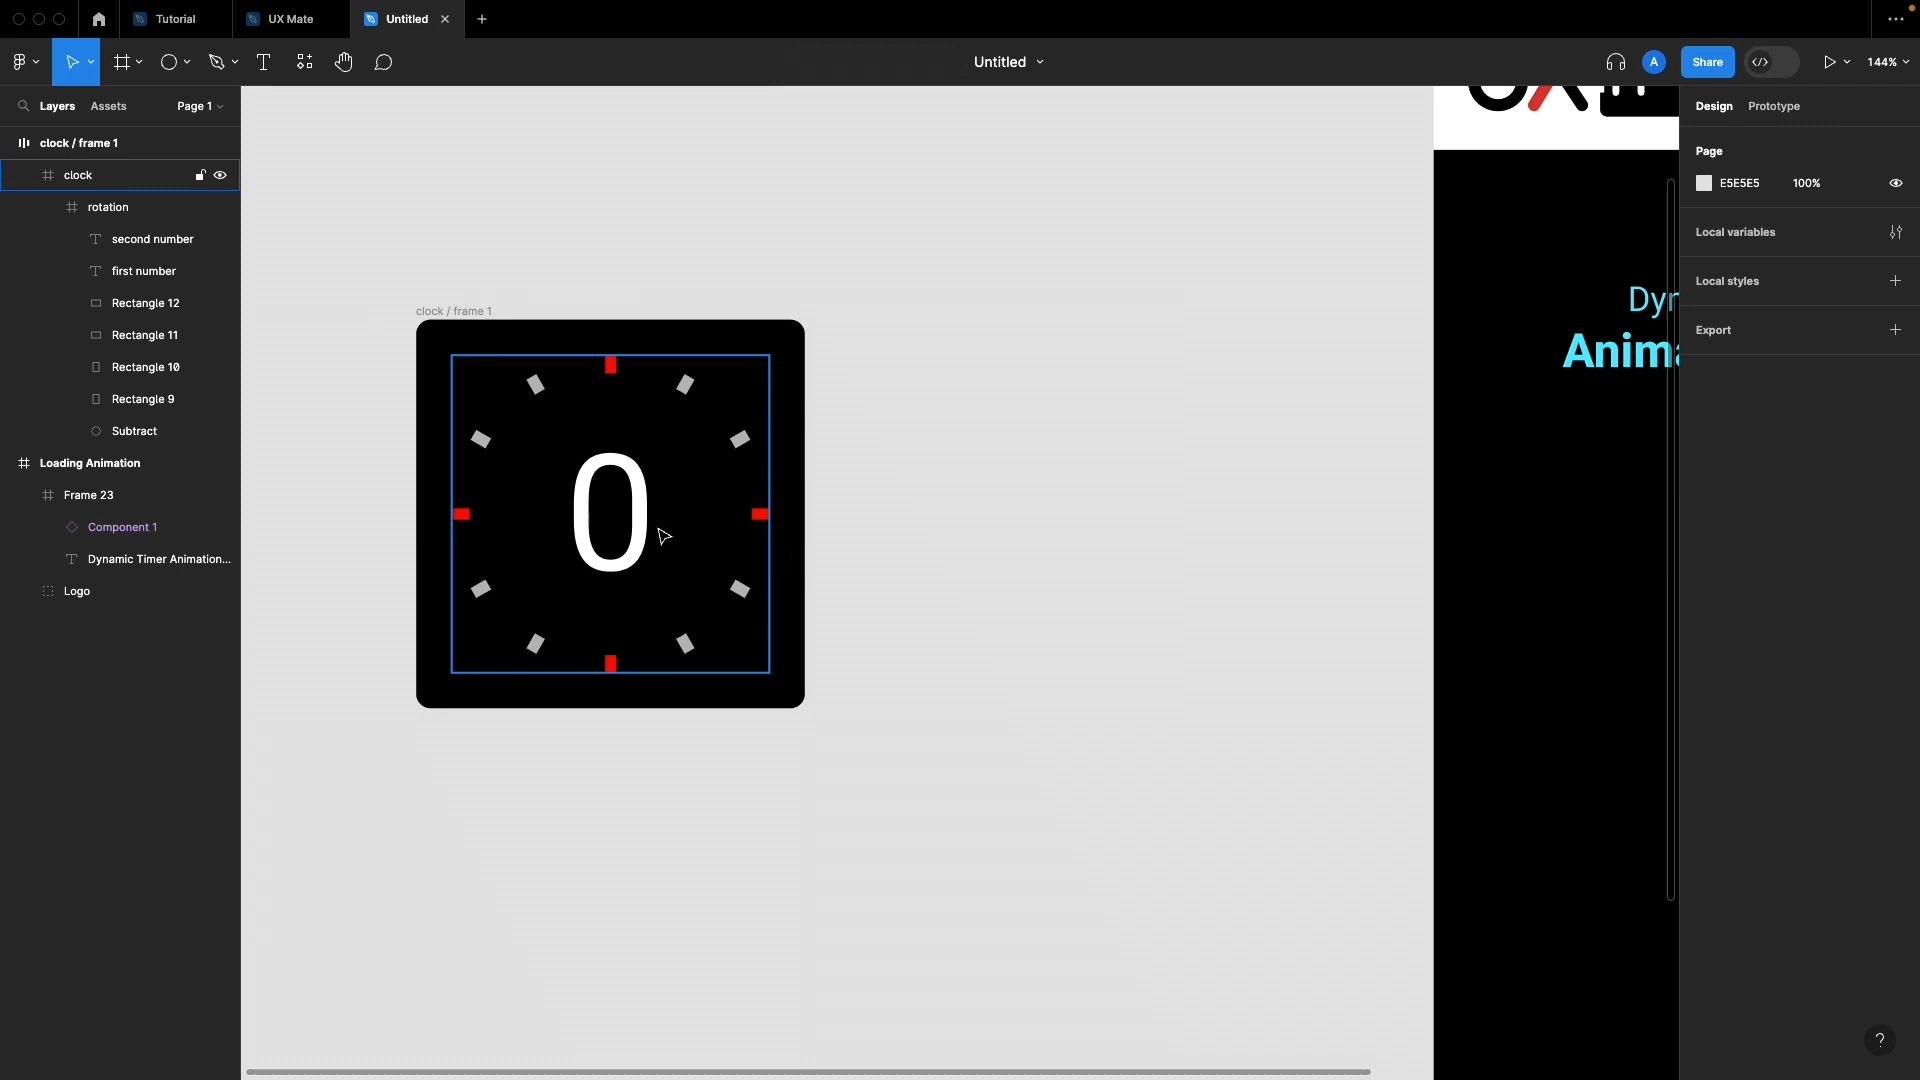 Tutorial
UX Mate
Untitled
Untitled
A
Share
144%
Layers
Assets
Page 1
clock / frame 1
clock
rotation
second number
first number
Rectangle 12
Rectangle 11
Rectangle 10
Rectangle 9
Subtract
Loading Animation
Frame 23
Component 1
Dynamic Timer Animation...
Logo
clock / frame 1
0
Dyn
Anima
Design
Prototype
Page
E5E5E5
100%
Local variables
Local styles
Export
?